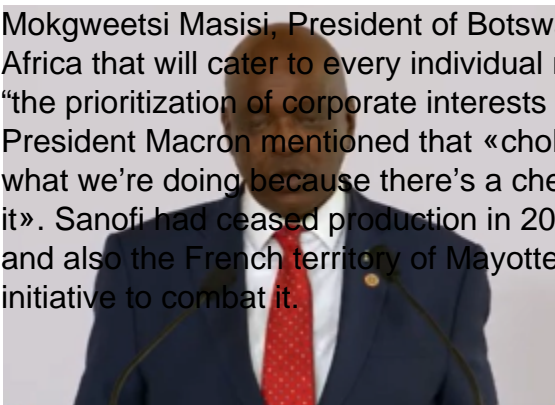 Mokgweetsi Masisi, President of Botsw
Africa that will cater to every individual
“the prioritization of corporate interests
President Macron mentioned that «chol
what we're doing because there's a che
it». Sanofi had ceased production in 20
and also the French territory of Mayotte
initiative to combat it.